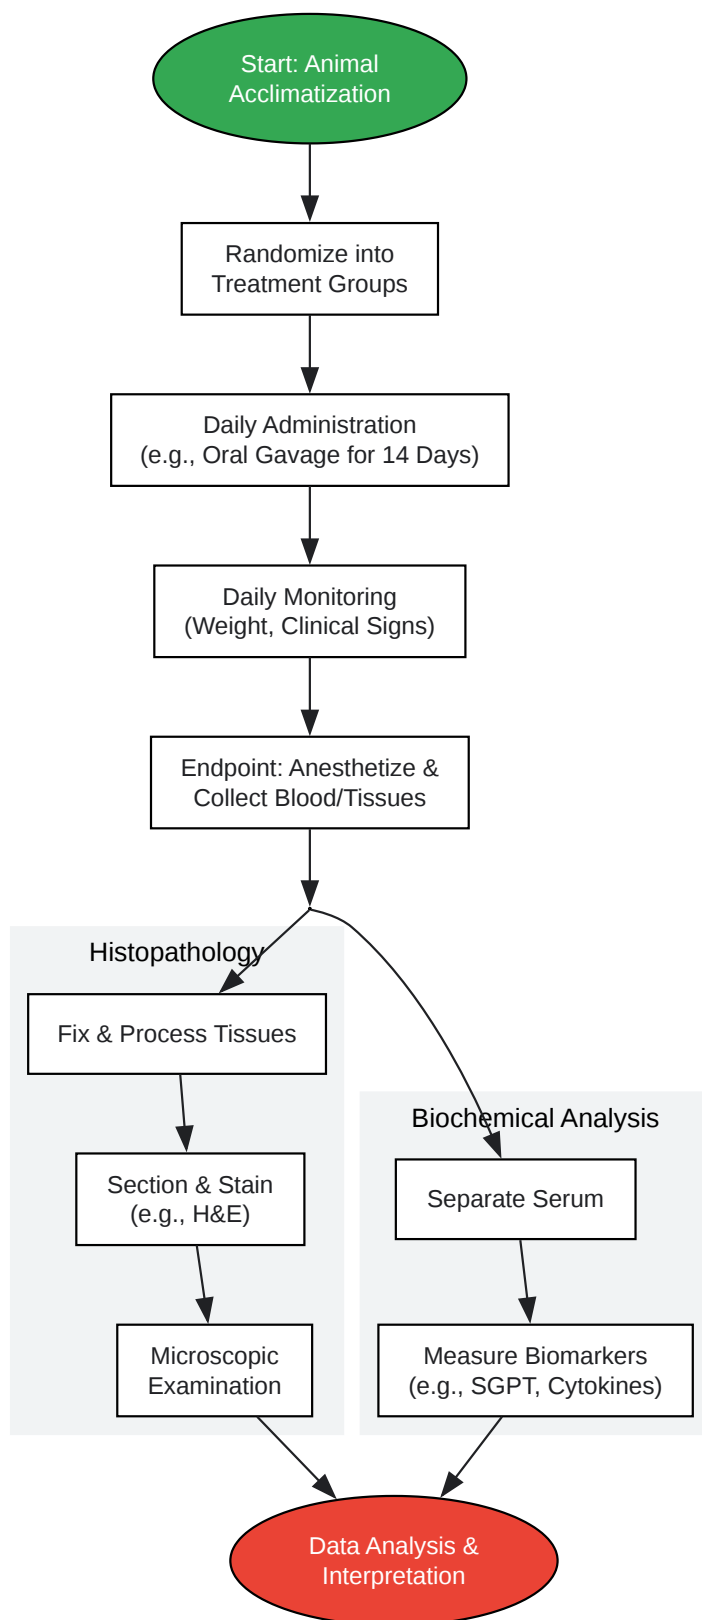 Start: Animal
Acclimatization
Randomize into
Treatment Groups
Daily Administration
(e.g., Oral Gavage for 14 Days)
Daily Monitoring
(Weight, Clinical Signs)
Endpoint: Anesthetize &
Collect Blood/Tissues
Histopathology
Fix & Process Tissues
Section & Stain
(e.g., H&E)
Microscopic
Examination
Biochemical Analysis
Separate Serum
Measure Biomarkers
(e.g., SGPT, Cytokines)
Data Analysis &
Interpretation